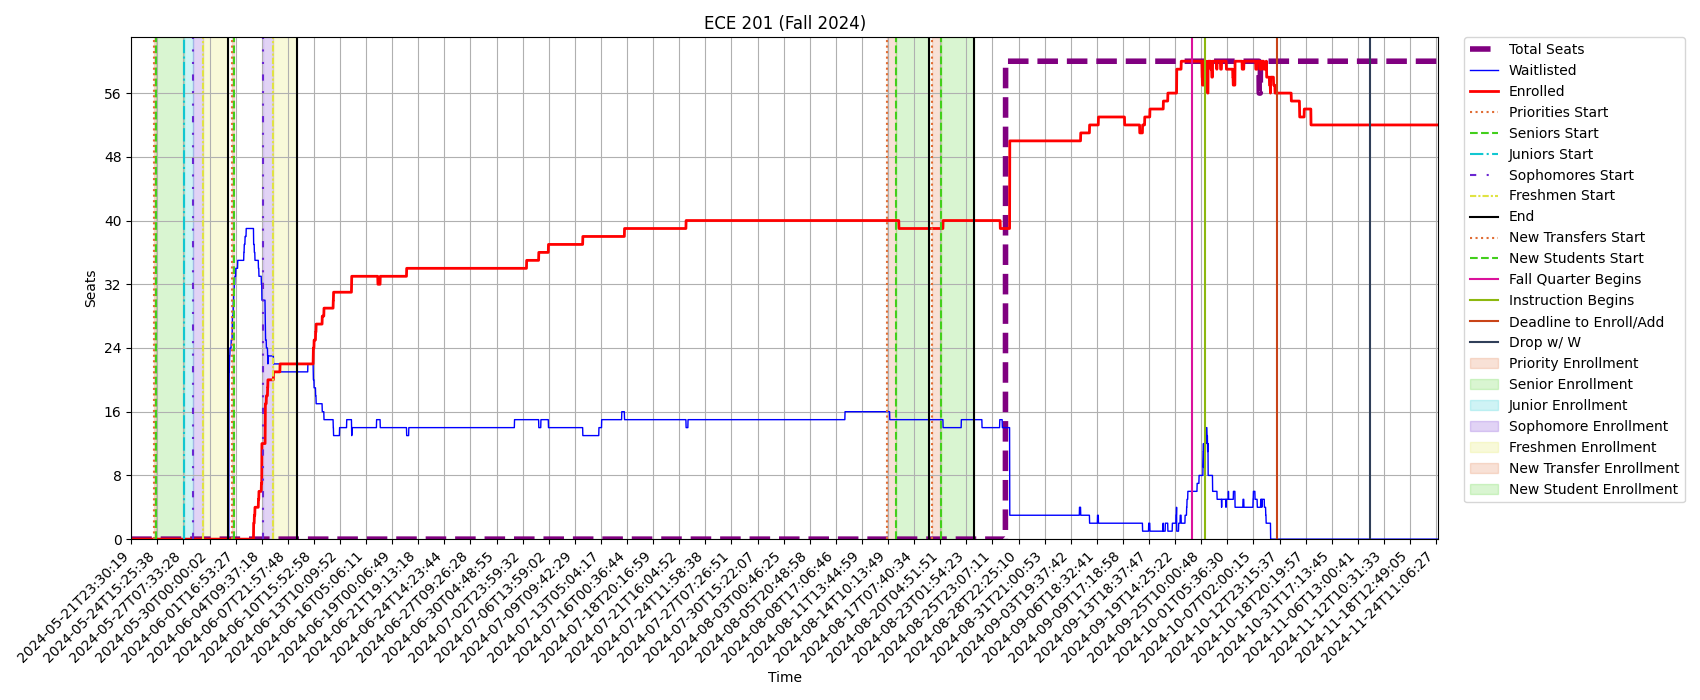 ECE 201 (Fall 2024)
Seats
56
48
40
32
24
16
8
0
2024-05-21T23:30:19
2024-05-24T15:25:38
2024-05-27T07:33:28
2024-05-30T00:00:02
2024-06-01T16:53:27
2024-06-04T09:37:18
2024-06-07T21:57:48
2024-06-10T15:52:58
2024-06-13T10:09:52
2024-06-16T05:06:11
2024-06-19T00:06:49
2024-06-21T19:13:18
2024-06-24T14:23:44
2024-06-27T09:26:28
2024-06-30T04:48:55
2024-07-02T23:59:32
2024-07-06T13:59:02
2024-07-09T09:42:29
2024-07-13T05:04:17
2024-07-16T00:36:44
2024-07-18T20:16:59
2024-07-21T16:04:52
2024-07-24T11:58:38
2024-07-27T07:26:51
2024-07-30T15:22:07
2024-08-03T00:46:25
2024-08-05T20:48:58
2024-08-08T17:06:46
2024-08-11T13:44:59
2024-08-14T10:13:49
2024-08-17T07:40:34
2024-08-20T04:51:51
2024-08-23T01:54:23
2024-08-25T23:07:11
2024-08-28T22:25:10
2024-08-31T21:00:53
2024-09-03T19:37:42
2024-09-06T18:32:41
2024-09-09T17:18:58
2024-09-13T18:37:47
2024-09-19T14:25:22
2024-09-25T10:00:48
2024-10-01T05:36:30
2024-10-07T02:00:15
2024-10-12T23:15:37
2024-10-18T20:19:57
2024-10-31T17:13:45
2024-11-06T13:00:41
2024-11-12T10:31:33
2024-11-18T12:49:05
2024-11-24T11:06:27
Time
Total Seats
Waitlisted
Enrolled
Priorities Start
Seniors Start
Juniors Start
Sophomores Start
Freshmen Start
End
New Transfers Start
New Students Start
Fall Quarter Begins
Instruction Begins
Deadline to Enroll/Add
Drop w/ W
Priority Enrollment
Senior Enrollment
Junior Enrollment
Sophomore Enrollment
Freshmen Enrollment
New Transfer Enrollment
New Student Enrollment